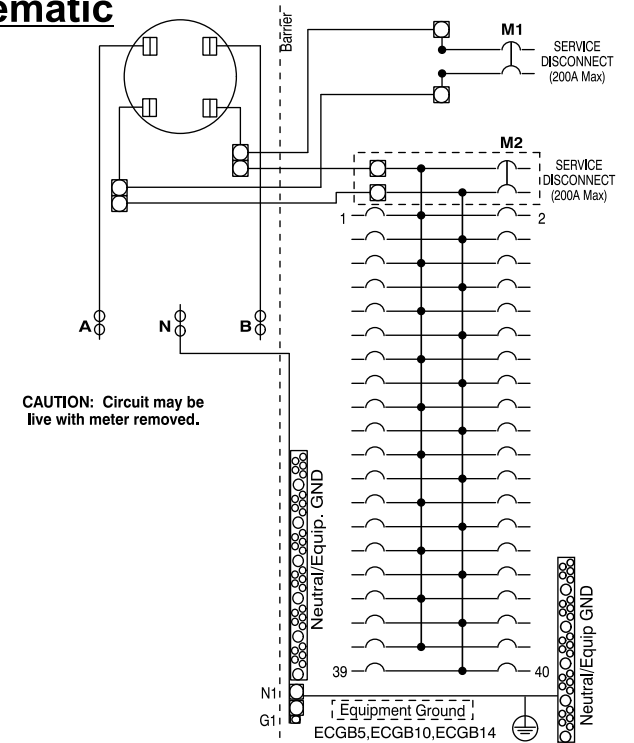 ematic
Barrier
M1
SERVICE
DISCONNECT
(200A Max)
M2
SERVICE
DISCONNECT
(200A Max)
1
2
A
N
B
CAUTION: Circuit may be
live with meter removed.
Neutral/Equip. GND
Neutral/Equip GND
39
40
N1
G1
Equipment Ground
ECGB5,ECGB10,ECGB14